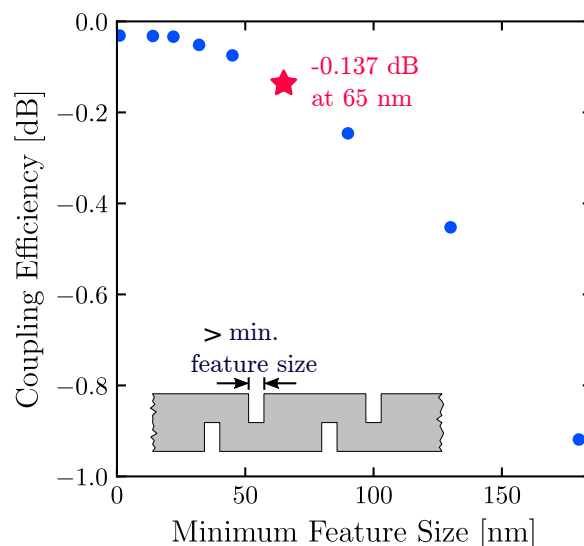 0.0
−0.2
−0.4
−0.6
−0.8
−1.0
Coupling Efficiency [dB]
-0.137 dB
at 65 nm
> min.
feature size
0
50
100
150
Minimum Feature Size [nm]